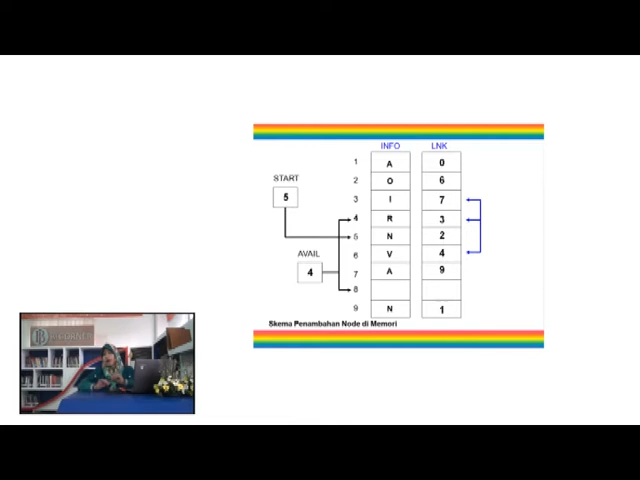 INFO LNK
1 A 0
2 O 6
START
5
3 I 7
4 R 3
5 N 2
AVAIL
4
6 V 4
7 A 9
8
9 N 1
Skema Penambahan Node di Memori